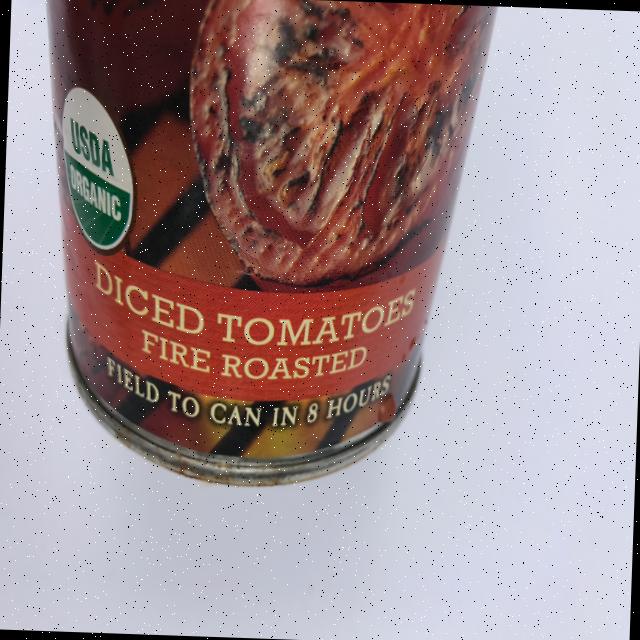 USDA
ORGANIC
DICED TOMATOES
FIRE ROASTED
FIELD TO CAN IN 8 HOURS